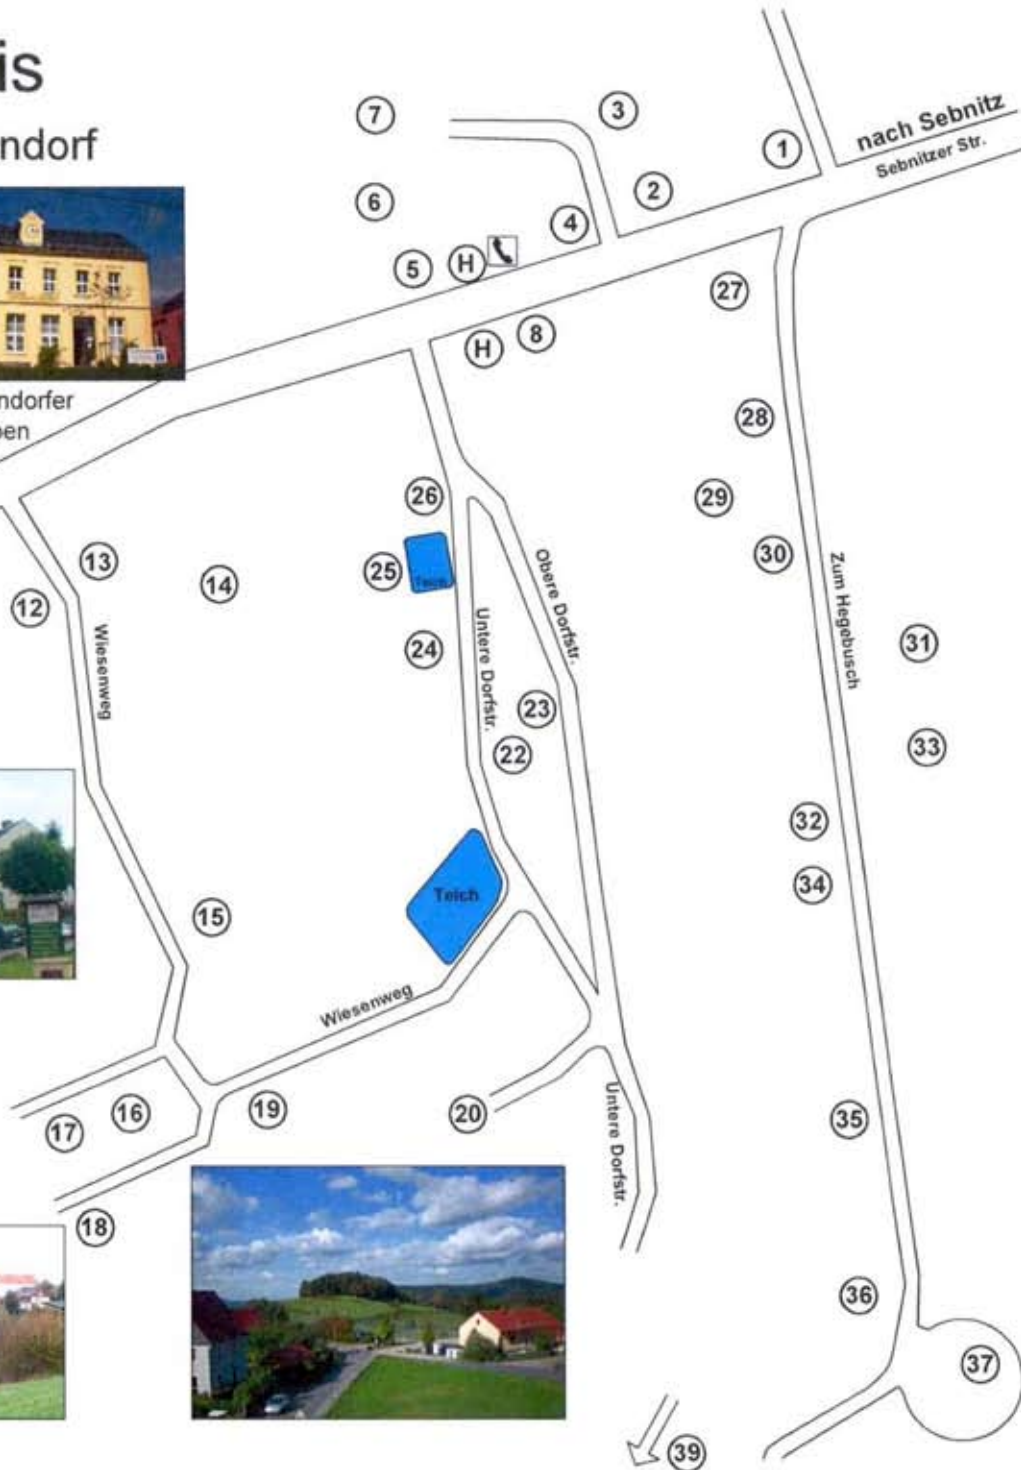 is
ndorf
7
3
1
nach Sebnitz
Sebnitzer Str.
6
2
4
5
H
27
H
8
ndorfer
ben
28
26
29
13
14
25
Teich
30
12
Obere Dorfstr.
Zum Hegebusch
Wiesenweg
24
Untere Dorfstr.
31
23
22
33
32
Teich
34
15
Wiesenweg
16
17
19
20
Untere Dorfstr.
35
18
36
37
39